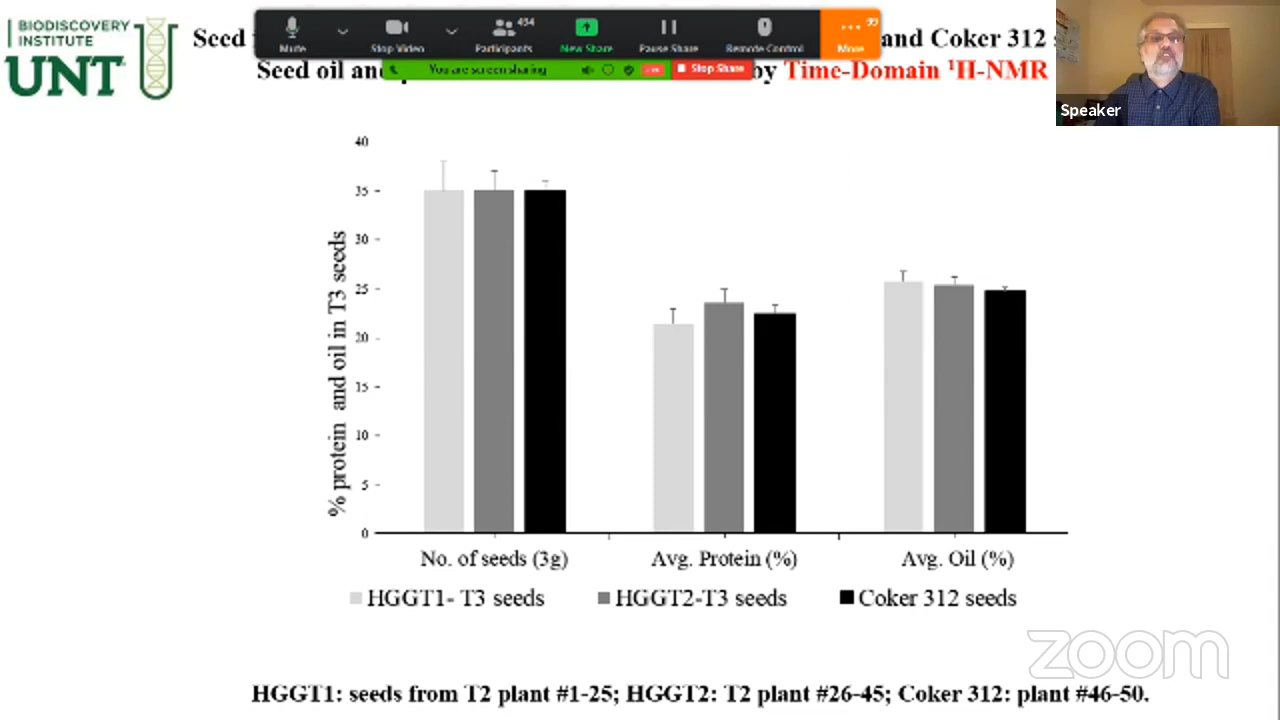 BIODISCOVERY
INSTITUTE
UNT
Seed and Coker 312
Seed oil and by Time-Domain ¹H-NMR
Mute
Stop Video
494
Participants
New Share
Pause Share
Remote Control
More
You are screen sharing
Stop Share
Speaker
% protein and oil in T3 seeds
40
35
30
25
20
15
10
5
0
No. of seeds (3g) Avg. Protein (%) Avg. Oil (%)
HGGT1- T3 seeds HGGT2-T3 seeds Coker 312 seeds
zoom
HGGT1: seeds from T2 plant #1-25; HGGT2: T2 plant #26-45; Coker 312: plant #46-50.